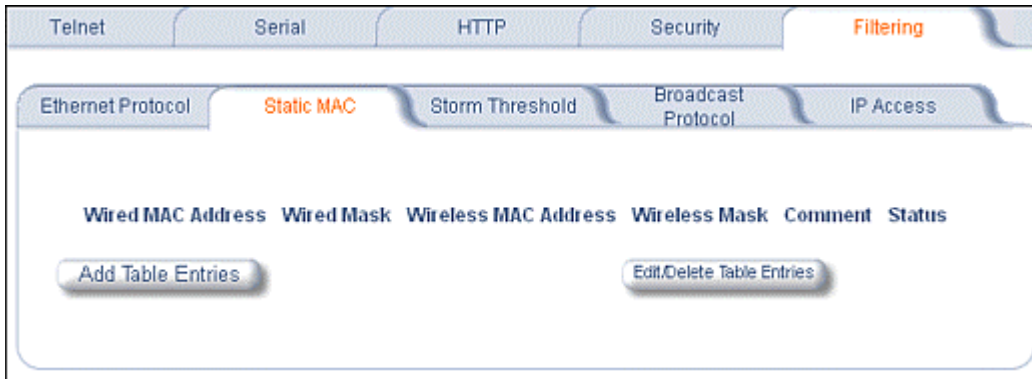 Telnet Serial HTTP Security Filtering
Ethernet Protocol Static MAC Storm Threshold Broadcast Protocol IP Access
Wired MAC Address Wired Mask Wireless MAC Address Wireless Mask Comment Status
Add Table Entries Edit/Delete Table Entries